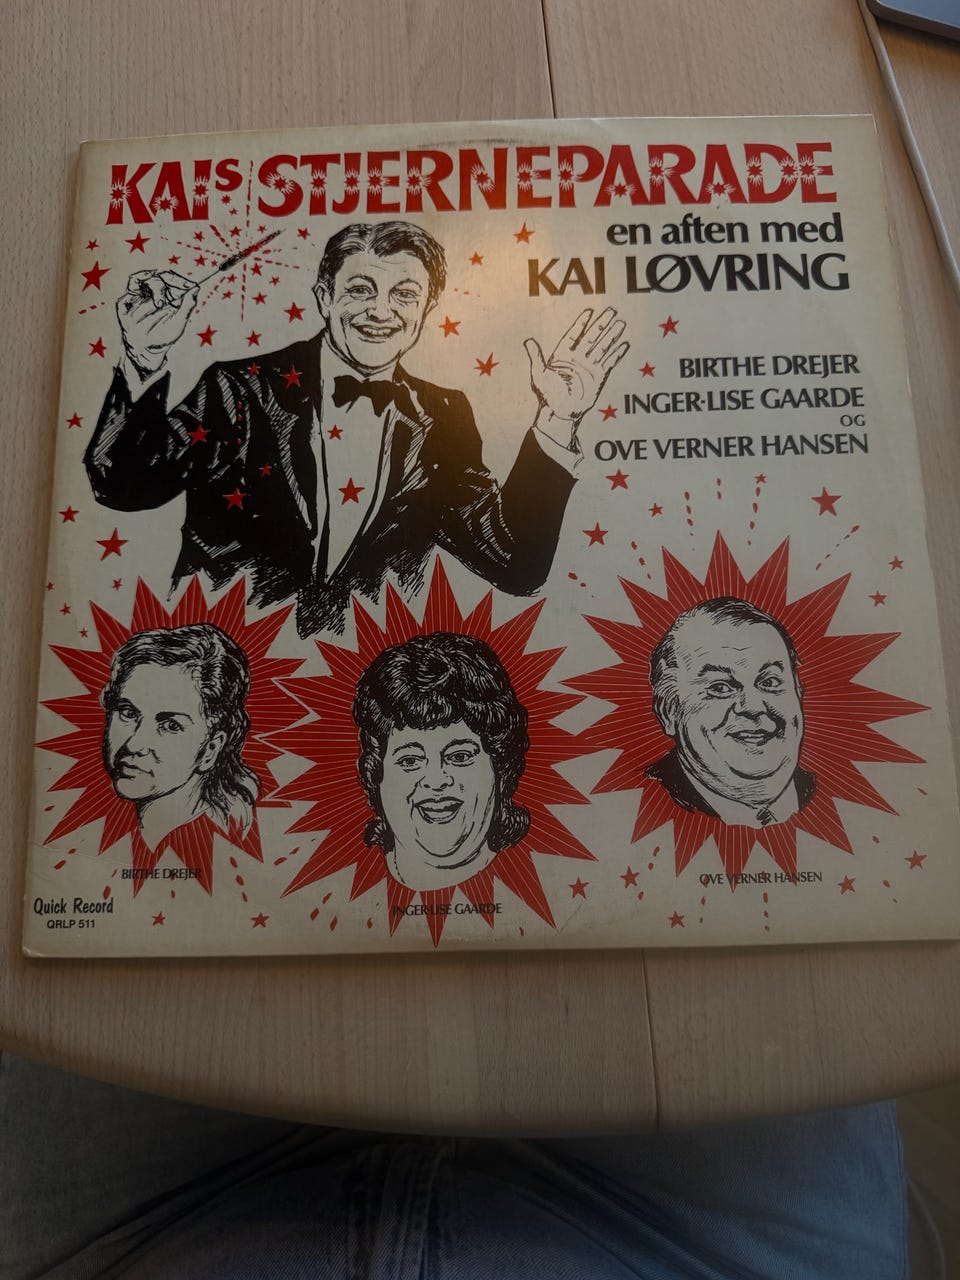 KAIS STJERNEPARADE
en aften med
KAI LØVRING
BIRTHE DREJER
INGER-LISE GAARDE
OG
OVE VERNER HANSEN
BIRTHE DREJER
INGER-LISE GAARDE
OVE VERNER HANSEN
Quick Record
QRLP 511